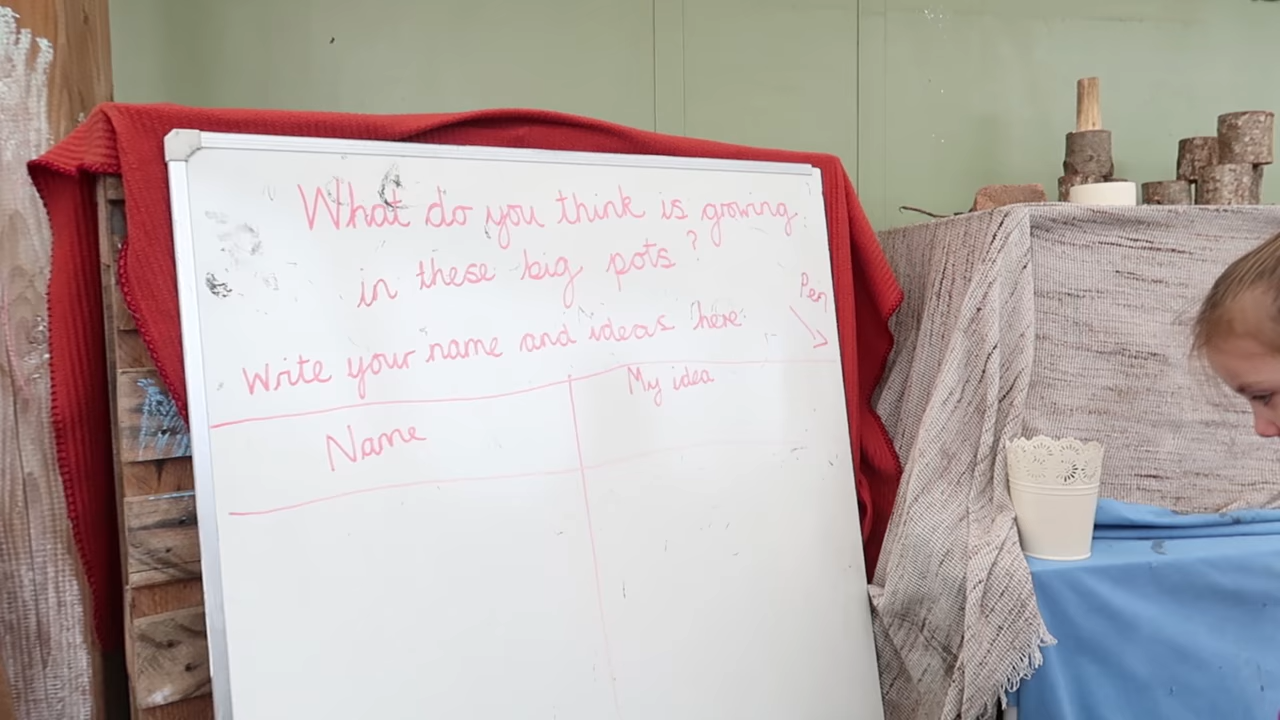 What do you think is growing
in these big pots?
Pen
Write your name and ideas here.
My idea
Name